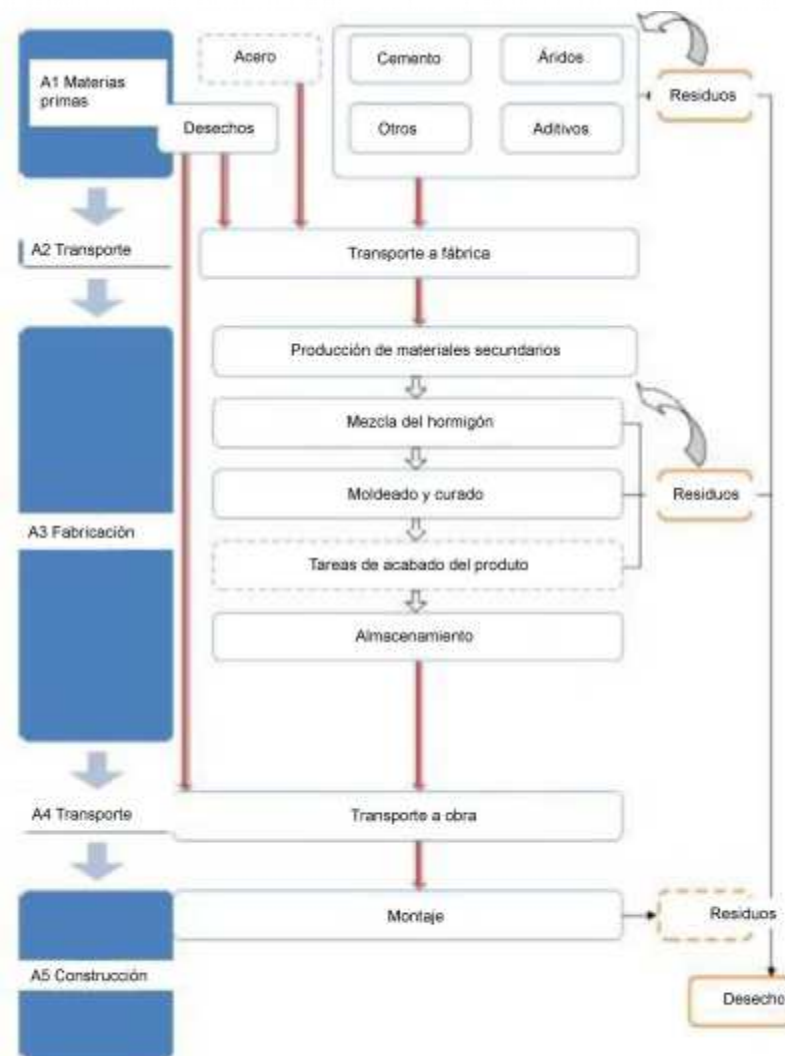 A1 Materias
primas
Acero
Cemento
Áridos
Residuos
Desechos
Otros
Aditivos
A2 Transporte
Transporte a fábrica
Producción de materiales secundarios
Mezcla del hormigón
Moldeado y curado
Residuos
A3 Fabricación
Tareas de acabado del produto
Almacenamiento
A4 Transporte
Transporte a obra
Montaje
Residuos
A5 Construcción
Desecho